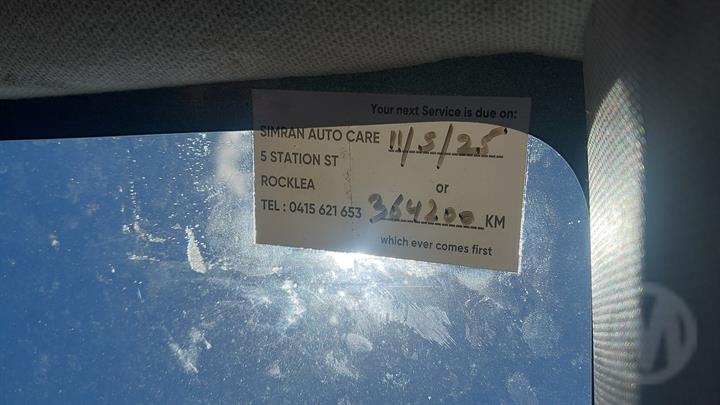 Your next Service is due on:
SIMRAN AUTO CARE 11/5/25
5 STATION ST
ROCKLEA or
TEL : 0415 621 653 364200 KM
which ever comes first